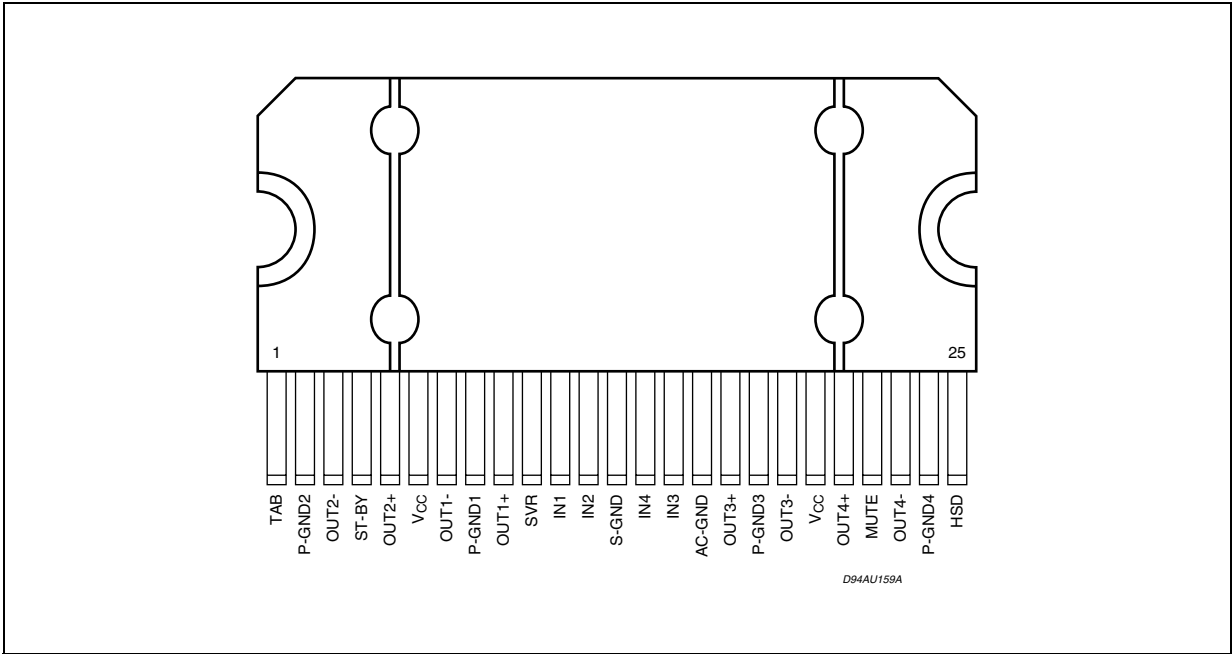 1
25
TAB
P-GND2
OUT2-
ST-BY
OUT2+
VCC
OUT1-
P-GND1
OUT1+
SVR
IN1
IN2
S-GND
IN4
IN3
AC-GND
OUT3+
P-GND3
OUT3-
VCC
OUT4+
MUTE
OUT4-
P-GND4
HSD
D94AU159A